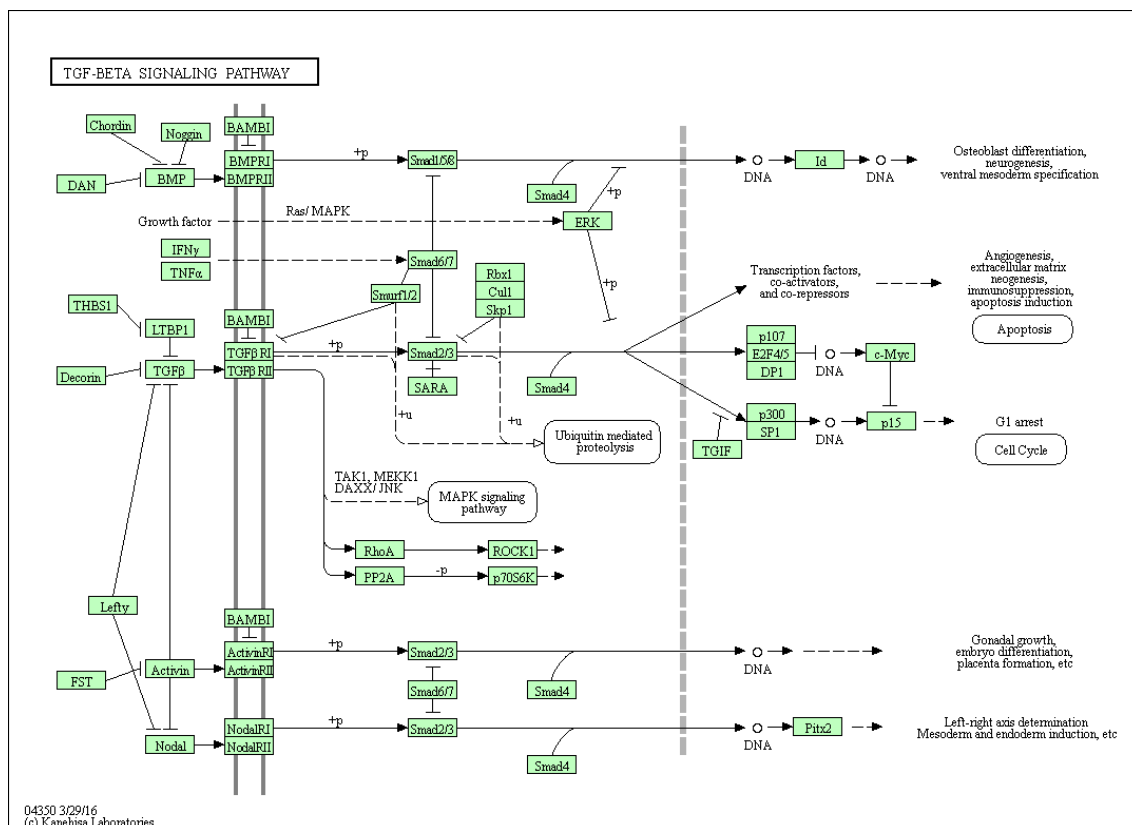 TGF-BETA SIGNALING PATHWAY
Chordin
Noggin
BAMBI
DAN
BMP
BMPRI
BMPRII
+p
Smad1/5/8
Smad4
DNA
Id
DNA
Osteoblast differentiation,
neurogenesis,
ventral mesoderm specification
Growth factor
Ras/ MAPK
ERK
+p
+p
IFNγ
TNFα
Smad6/7
Smurf1/2
Rbx1
Cul1
Skp1
Transcription factors,
co-activators,
and co-repressors
Angiogenesis,
extracellular matrix
neogenesis,
immunosuppression,
apoptosis induction
Apoptosis
THBS1
LTBP1
BAMBI
Decorin
TGFβ
TGFβ RI
TGFβ RII
+p
Smad2/3
SARA
Smad4
p107
E2F4/5
DP1
DNA
c-Myc
+u
+u
Ubiquitin mediated
proteolysis
TGIF
p300
SP1
DNA
p15
G1 arrest
Cell Cycle
TAK1, MEKK1
DAXX/ JNK
MAPK signaling
pathway
RhoA
ROCK1
PP2A
-p
p70S6K
Lefty
BAMBI
FST
Activin
ActivinRI
ActivinRII
+p
Smad2/3
Smad4
DNA
Gonadal growth,
embryo differentiation,
placenta formation, etc
Smad6/7
Nodal
NodalRI
NodalRII
+p
Smad2/3
Smad4
DNA
Pitx2
Left-right axis determination
Mesoderm and endoderm induction, etc
04350 3/29/16
(c) Kanehisa Laboratories